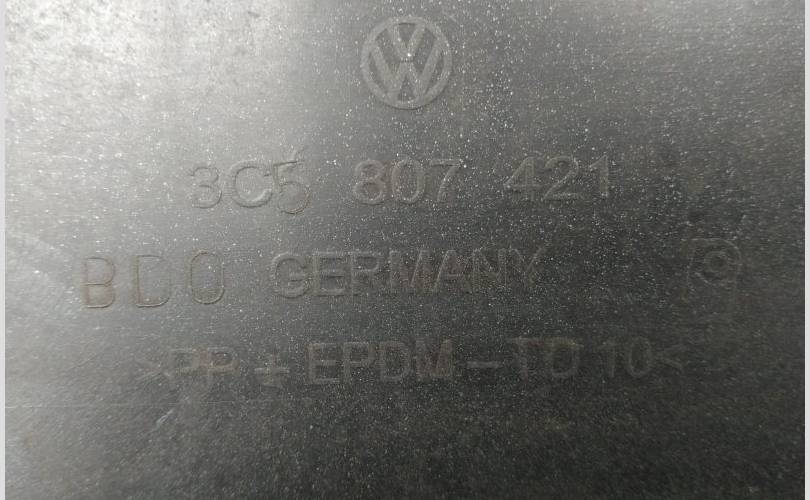 3C5 807 421
BDO GERMANY
>PP+EPDM-TD10<